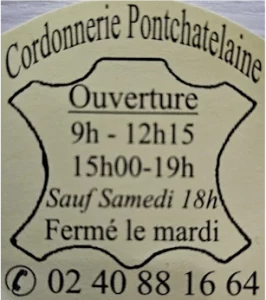 Cordonnerie Pontchatelaine
Ouverture
9h - 12h15
15h00-19h
Sauf Samedi 18h
Fermé le mardi
✆ 02 40 88 16 64